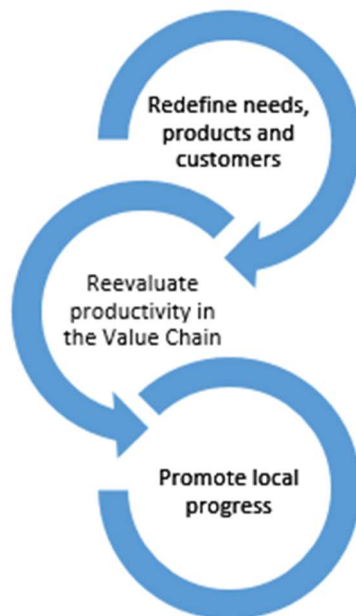 Redefine needs,
products and
customers
Reevaluate
productivity in
the Value Chain
Promote local
progress